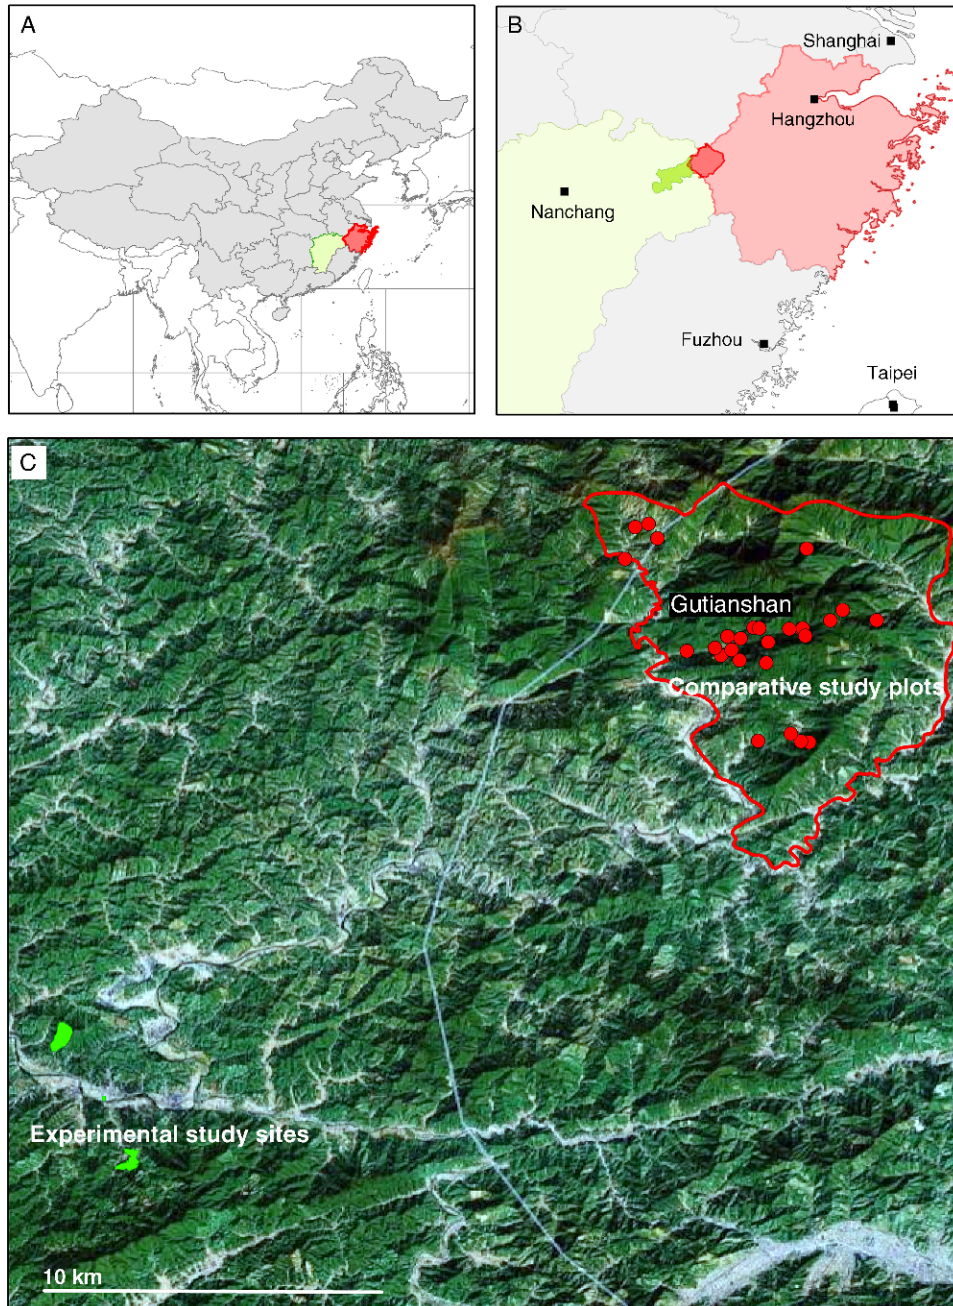 A
B
Shanghai
Hangzhou
Nanchang
Fuzhou
Taipei
C
Gutianshan
Comparative study plots
Experimental study sites
10 km